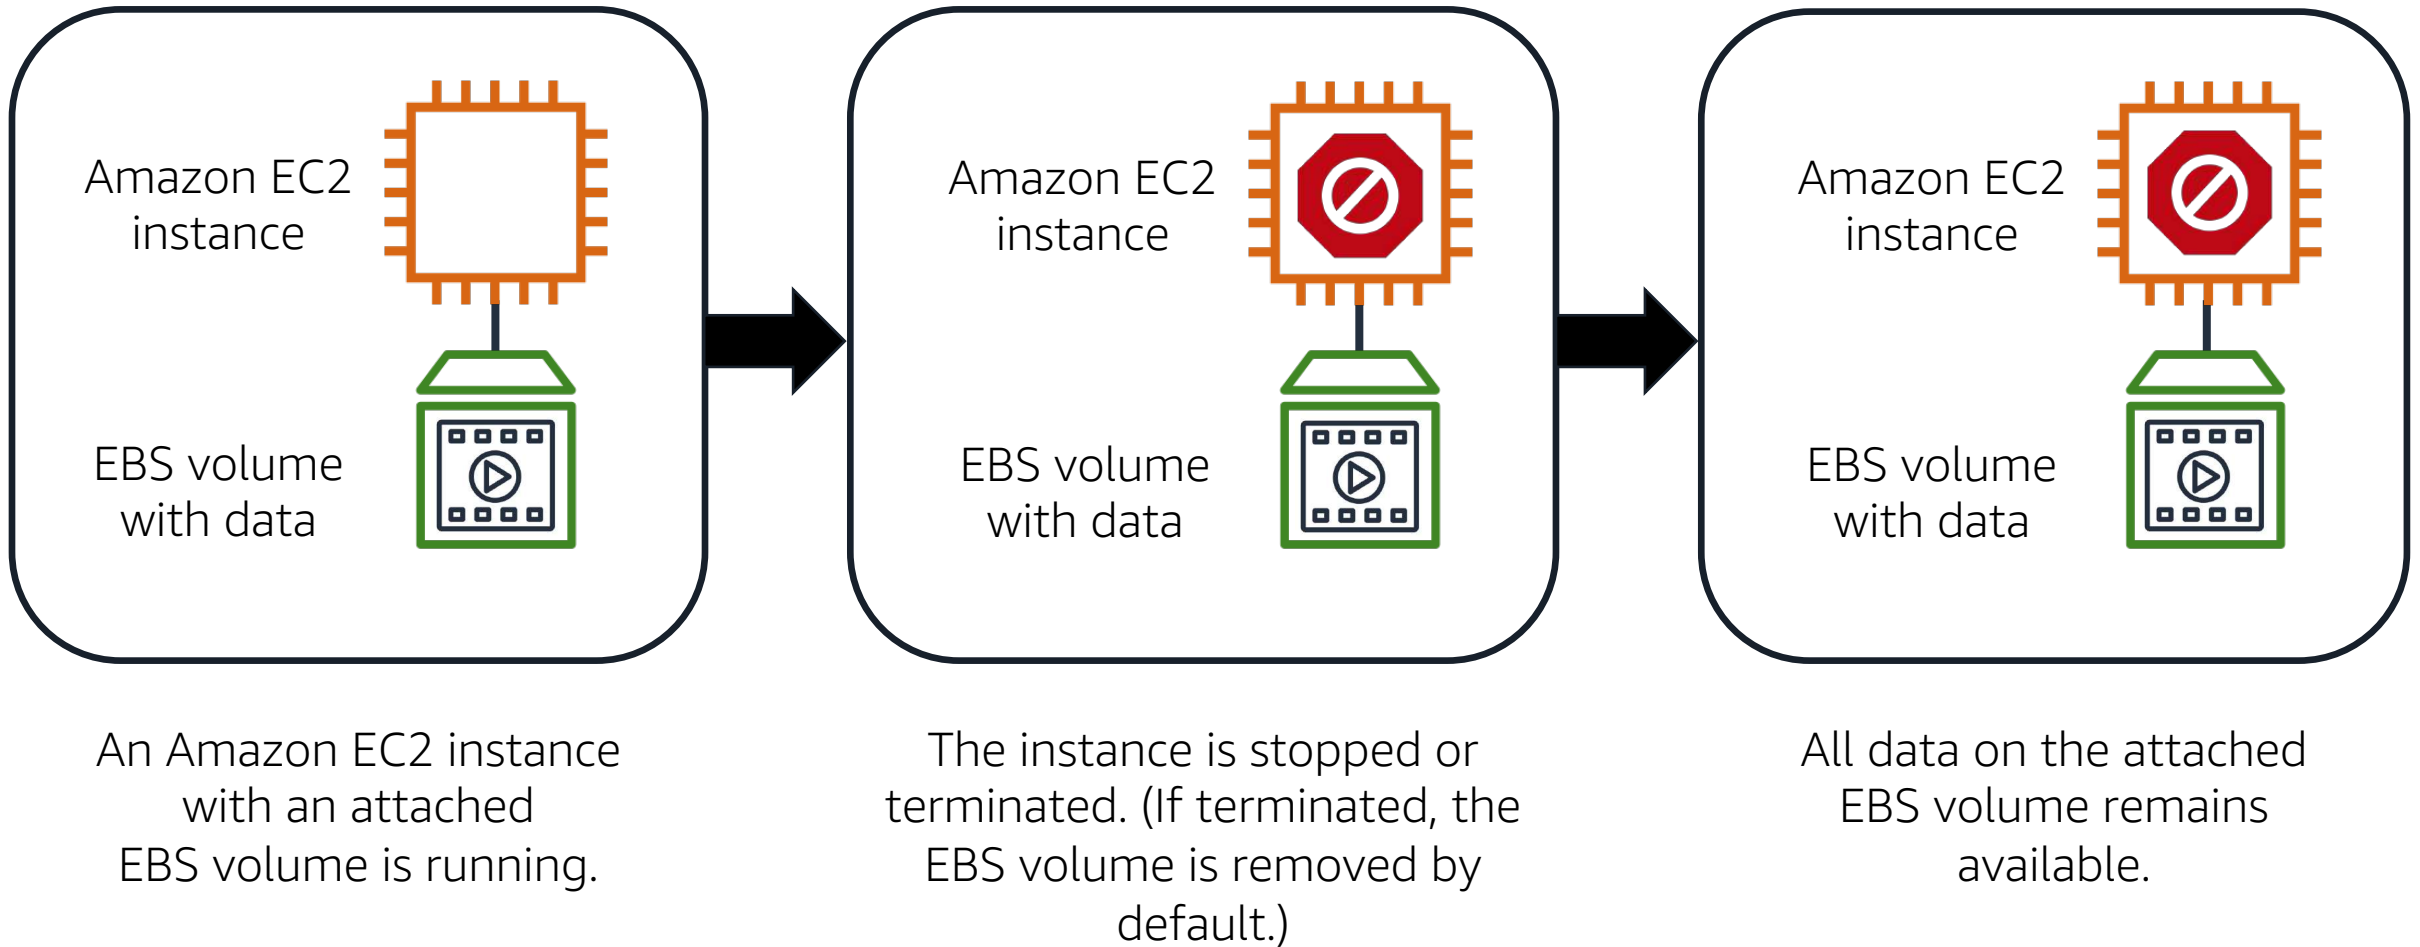 Amazon EC2
instance
EBS volume
with data
An Amazon EC2 instance
with an attached
EBS volume is running.
Amazon EC2
instance
EBS volume
with data
The instance is stopped or
terminated. (If terminated, the
EBS volume is removed by
default.)
Amazon EC2
instance
EBS volume
with data
All data on the attached
EBS volume remains
available.